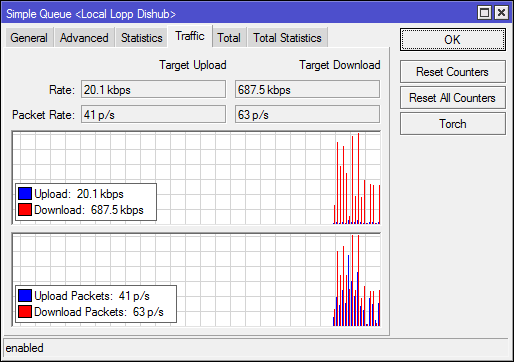 Simple Queue <Local Lopp Dishub>
General Advanced Statistics Traffic Total Total Statistics
Target Upload Target Download
Rate: 20.1 kbps 687.5 kbps
Packet Rate: 41 p/s 63 p/s
Upload: 20.1 kbps
Download: 687.5 kbps
Upload Packets: 41 p/s
Download Packets: 63 p/s
OK
Reset Counters
Reset All Counters
Torch
enabled